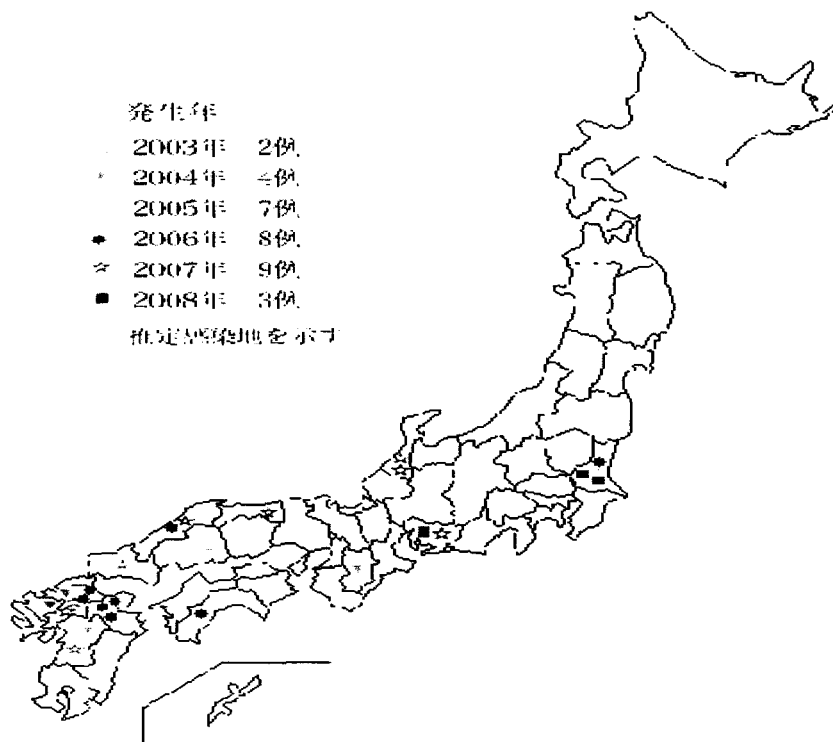 発生年
2003年 2例
2004年 4例
2005年 7例
2006年 8例
2007年 9例
2008年 3例
推定感染地を示す